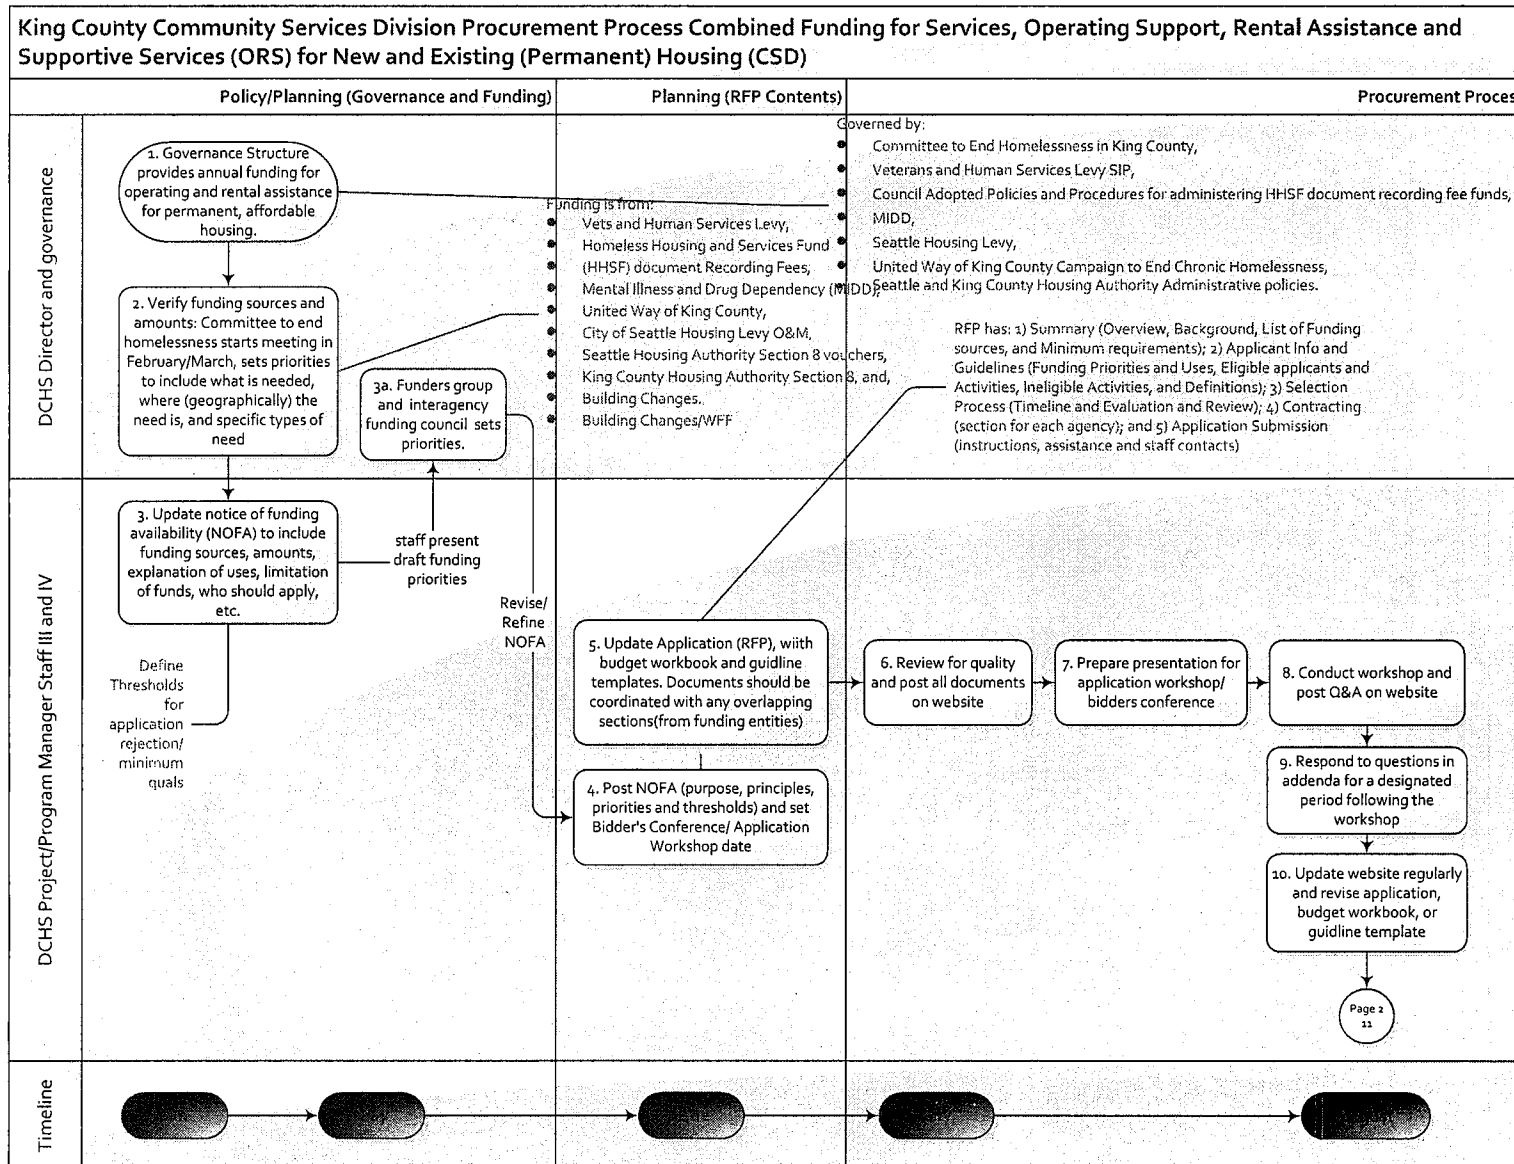 King County Community Services Division Procurement Process Combined Funding for Services, Operating Support, Rental Assistance and
Supportive Services (ORS) for New and Existing (Permanent) Housing (CSD)
Policy/Planning (Governance and Funding)
Planning (RFP Contents)
Procurement Proces
DCHS Director and governance
1. Governance Structure
provides annual funding for
operating and rental assistance
for permanent, affordable
housing.
Governed by:
Committee to End Homelessness in King County,
Veterans and Human Services Levy SIP,
Council Adopted Policies and Procedures for administering HHSF document recording fee funds,
MIDD,
Seattle Housing Levy,
United Way of King County Campaign to End Chronic Homelessness,
Seattle and King County Housing Authority Administrative policies.
Funding is from:
Vets and Human Services Levy,
Homeless Housing and Services Fund
(HHSF) document Recording Fees,
Mental Illness and Drug Dependency (MIDD),
United Way of King County,
City of Seattle Housing Levy O&M,
Seattle Housing Authority Section 8 vouchers,
King County Housing Authority Section 8, and,
Building Changes.
Building Changes/WFF
2. Verify funding sources and
amounts: Committee to end
homelessness starts meeting in
February/March, sets priorities
to include what is needed,
where (geographically) the
need is, and specific types of
need
3a. Funders group
and interagency
funding council sets
priorities.
RFP has: 1) Summary (Overview, Background, List of Funding
sources, and Minimum requirements); 2) Applicant Info and
Guidelines (Funding Priorities and Uses, Eligible applicants and
Activities, Ineligible Activities, and Definitions); 3) Selection
Process (Timeline and Evaluation and Review); 4) Contracting
(section for each agency); and 5) Application Submission
(instructions, assistance and staff contacts)
DCHS Project/Program Manager Staff III and IV
3. Update notice of funding
availability (NOFA) to include
funding sources, amounts,
explanation of uses, limitation
of funds, who should apply,
etc.
staff present
draft funding
priorities
Revise/
Refine
NOFA
Define
Thresholds
for
application
rejection/
minimum
quals
5. Update Application (RFP), wiith
budget workbook and guidline
templates. Documents should be
coordinated with any overlapping
sections(from funding entities)
4. Post NOFA (purpose, principles,
priorities and thresholds) and set
Bidder's Conference/ Application
Workshop date
6. Review for quality
and post all documents
on website
7. Prepare presentation for
application workshop/
bidders conference
8. Conduct workshop and
post Q&A on website
9. Respond to questions in
addenda for a designated
period following the
workshop
10. Update website regularly
and revise application,
budget workbook, or
guidline template
Page 2
11
Timeline